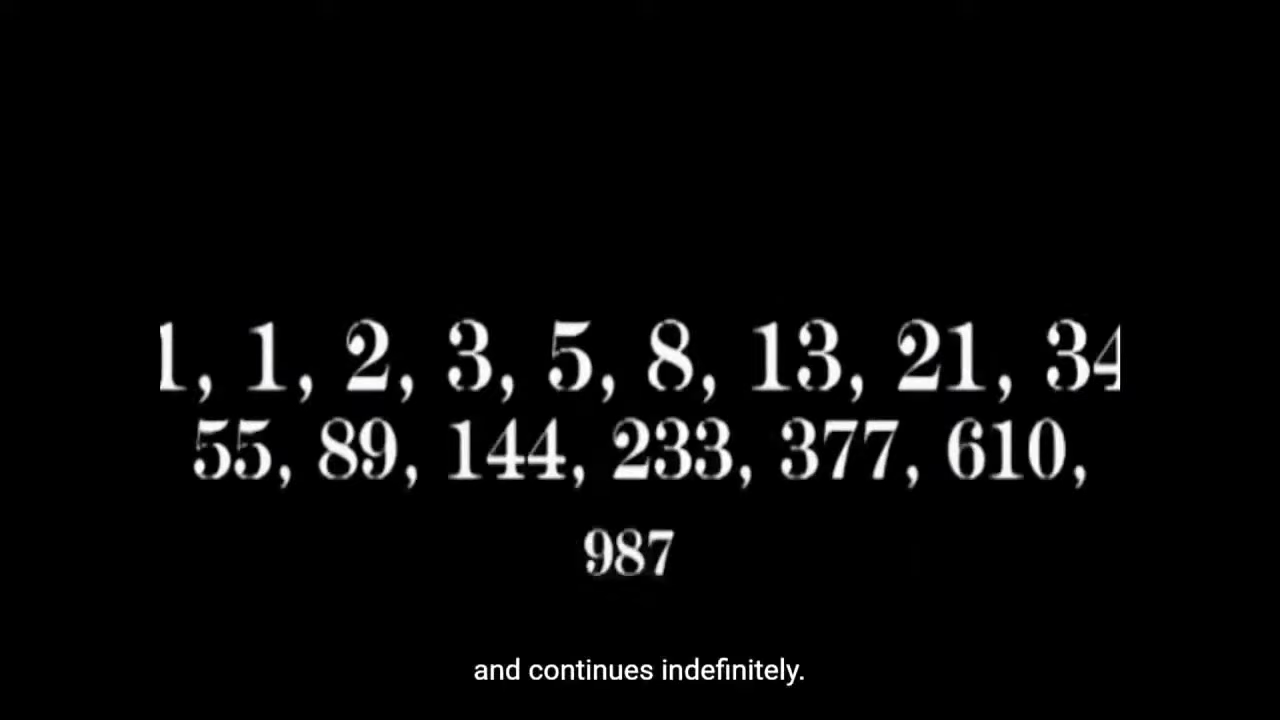 1, 1, 2, 3, 5, 8, 13, 21, 34
55, 89, 144, 233, 377, 610,
987
and continues indefinitely.